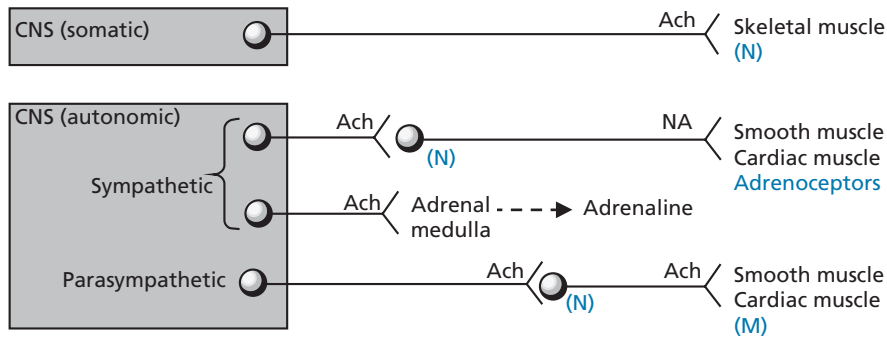 CNS (somatic)
Ach
Skeletal muscle
(N)
CNS (autonomic)
Sympathetic
Ach
(N)
NA
Smooth muscle
Cardiac muscle
Adrenoceptors
Ach
Adrenal
medulla
Adrenaline
Parasympathetic
Ach
(N)
Ach
Smooth muscle
Cardiac muscle
(M)